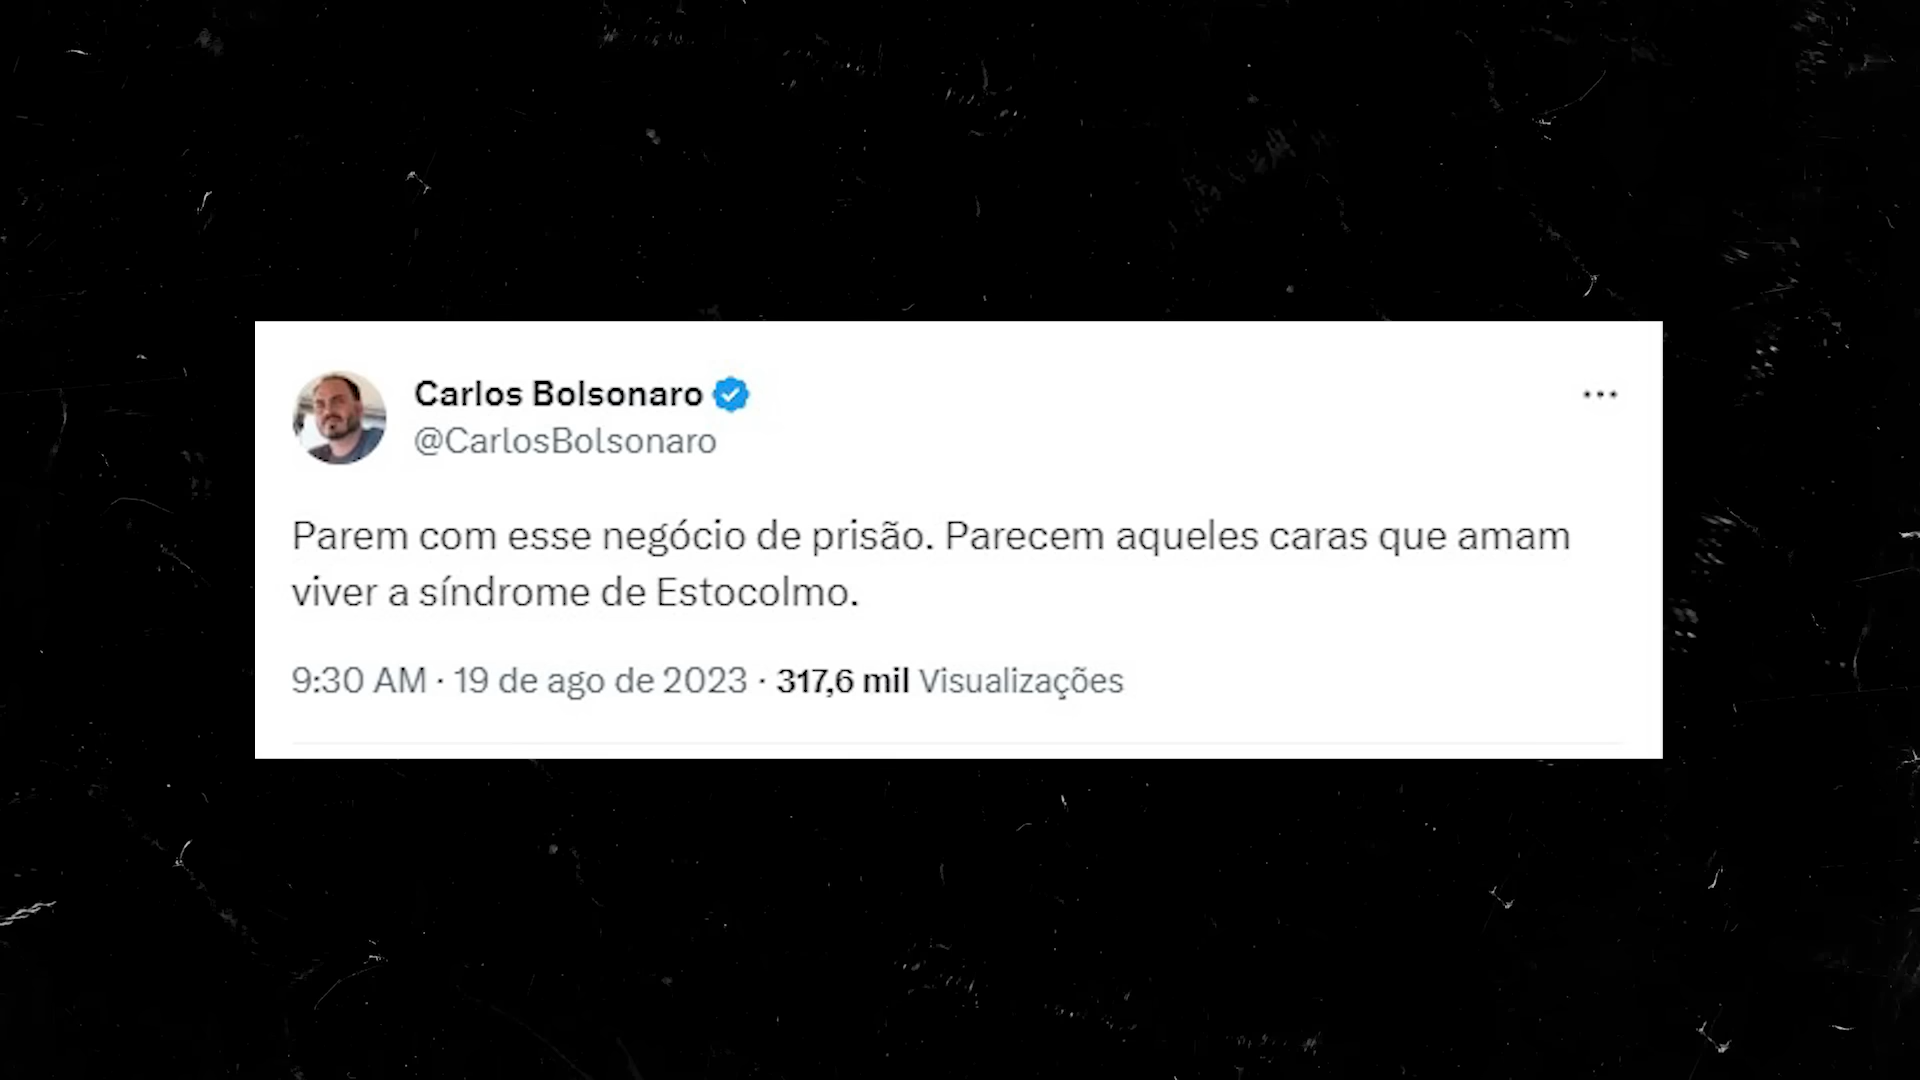 Carlos Bolsonaro
@CarlosBolsonaro
Parem com esse negócio de prisão. Parecem aqueles caras que amam
viver a síndrome de Estocolmo.
9:30 AM · 19 de ago de 2023 · 317,6 mil Visualizações